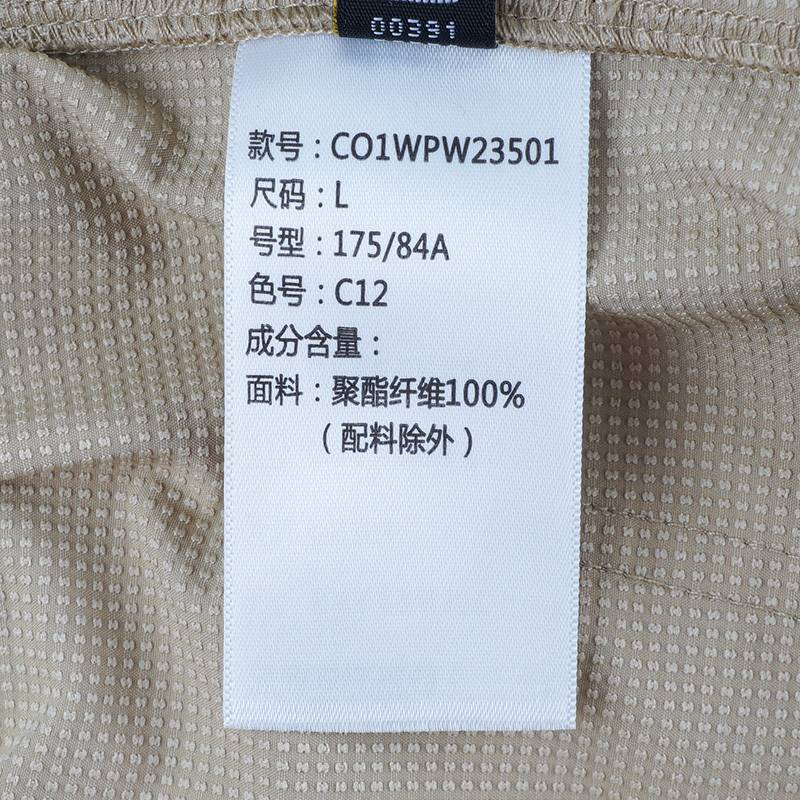 00391
款号：CO1WPW23501
尺码：L
号型：175/84A
色号：C12
成分含量：
面料：聚酯纤维100%
（配料除外）